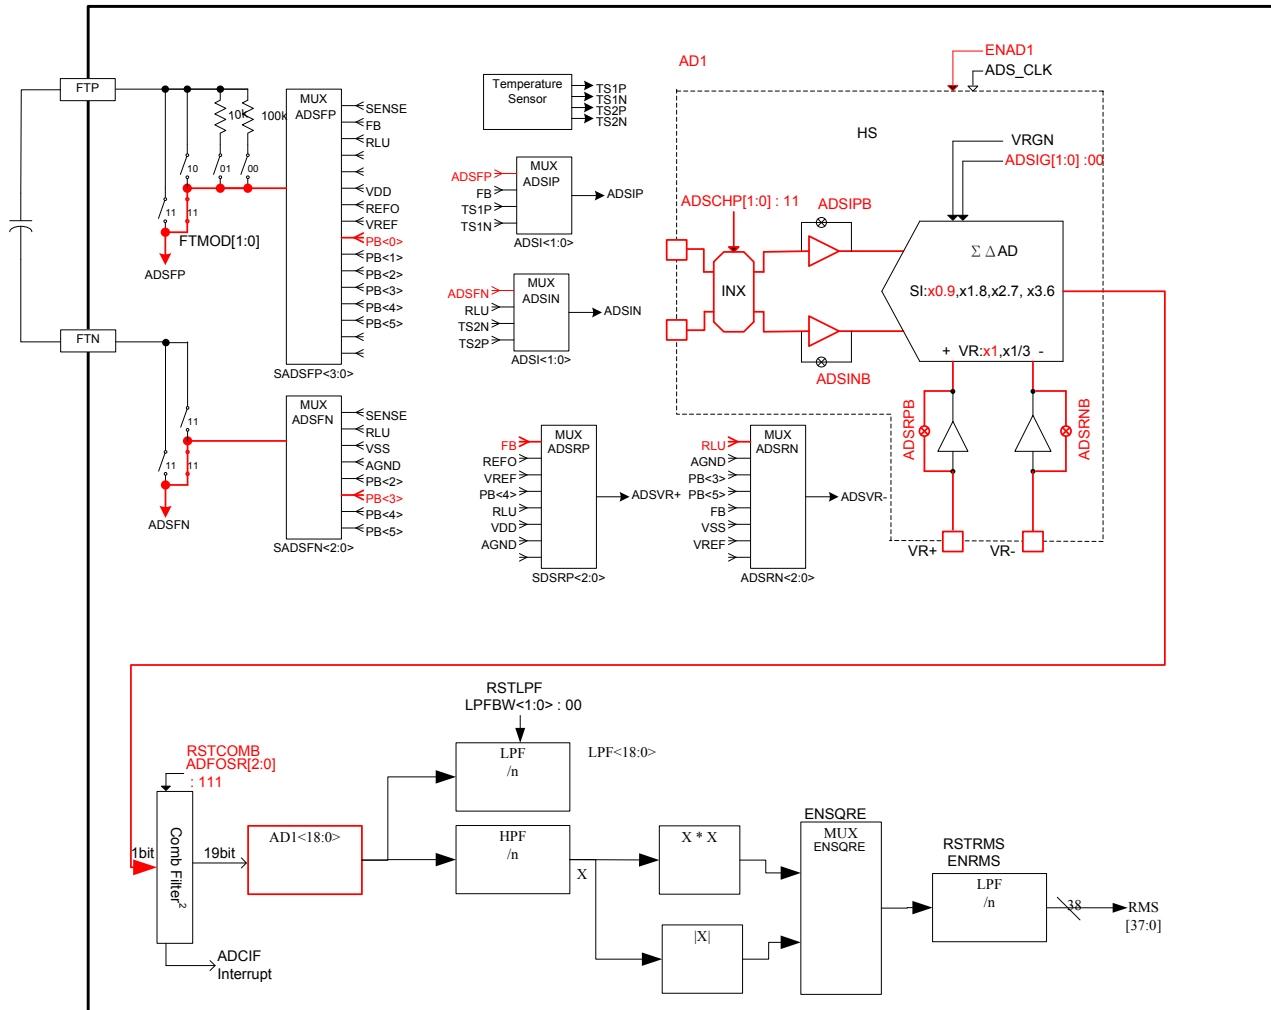 FTP
10k
100k
10
01
00
11
11
FTMOD[1:0]
ADSFP
MUX
ADSFP
SENSE
FB
RLU
VDD
REFO
VREF
PB<0>
PB<1>
PB<2>
PB<3>
PB<4>
PB<5>
SADSFP<3:0>
FTN
11
11
11
ADSFN
MUX
ADSFN
SENSE
RLU
VSS
AGND
PB<2>
PB<3>
PB<4>
PB<5>
SADSFN<2:0>
Temperature
Sensor
TS1P
TS1N
TS2P
TS2N
MUX
ADSIP
ADSFP
FB
TS1P
TS1N
ADSIP
ADSI<1:0>
MUX
ADSIN
ADSFN
RLU
TS2N
TS2P
ADSIN
ADSI<1:0>
MUX
ADSRP
FB
REFO
VREF
PB<4>
RLU
VDD
AGND
ADSVR+
SDSRP<2:0>
MUX
ADSRN
RLU
AGND
PB<3>
PB<5>
FB
VSS
VREF
ADSVR-
ADSRN<2:0>
AD1
ENAD1
ADS_CLK
HS
VRGN
ADSIG[1:0] :00
ADSCHP[1:0] : 11
ADSIPB
INX
ADSINB
Σ Δ AD
SI:x0.9,x1.8,x2.7, x3.6
+ VR:x1,x1/3 -
ADSRPB
ADSRNB
VR+
VR-
RSTCOMB
ADFOSR[2:0]
: 111
1bit
Comb Filter2
19bit
ADCIF
Interrupt
AD1<18:0>
RSTLPF
LPFBW<1:0> : 00
LPF
/n
LPF<18:0>
HPF
/n
X
X * X
|X|
ENSQRE
MUX
ENSQRE
RSTRMS
ENRMS
LPF
/n
38
RMS
[37:0]